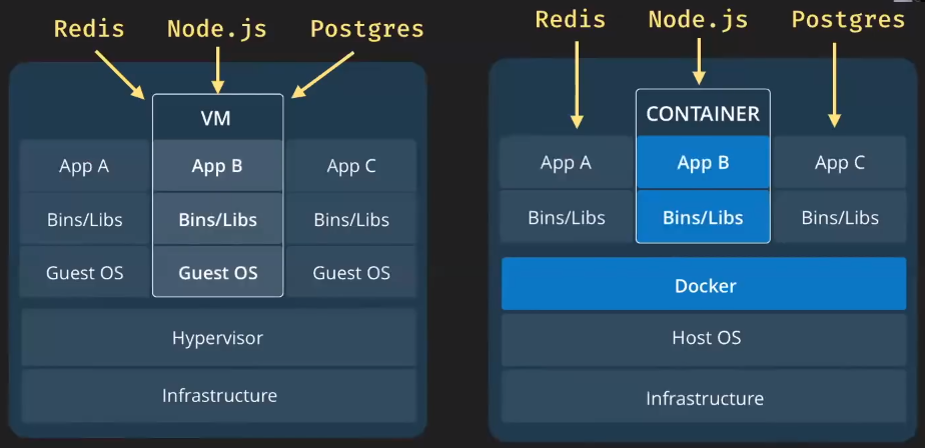 Redis Node.js Postgres
VM
App A App B App C
Bins/Libs Bins/Libs Bins/Libs
Guest OS Guest OS Guest OS
Hypervisor
Infrastructure
Redis Node.js Postgres
CONTAINER
App A App B App C
Bins/Libs Bins/Libs Bins/Libs
Docker
Host OS
Infrastructure